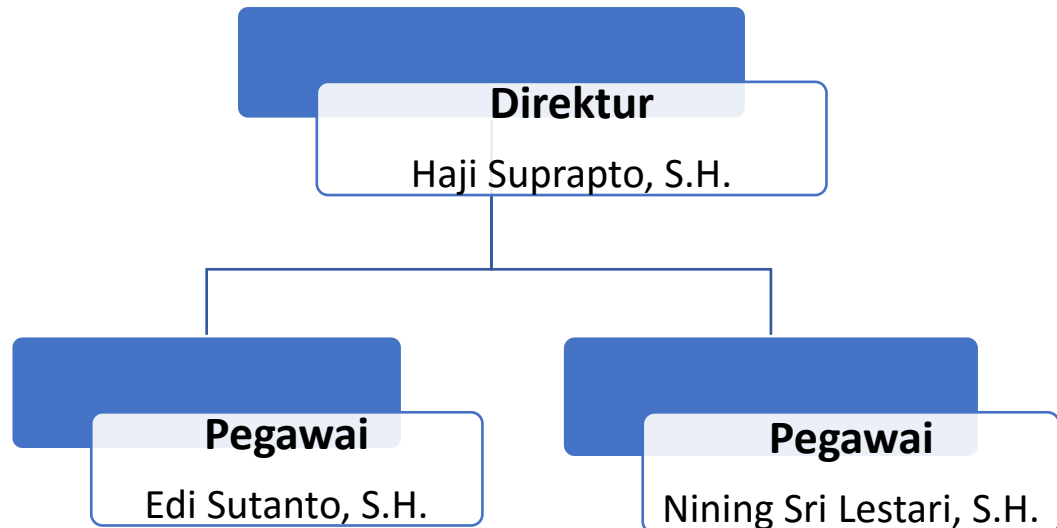 Direktur
Haji Suprapto, S.H.
Pegawai
Edi Sutanto, S.H.
Pegawai
Nining Sri Lestari, S.H.